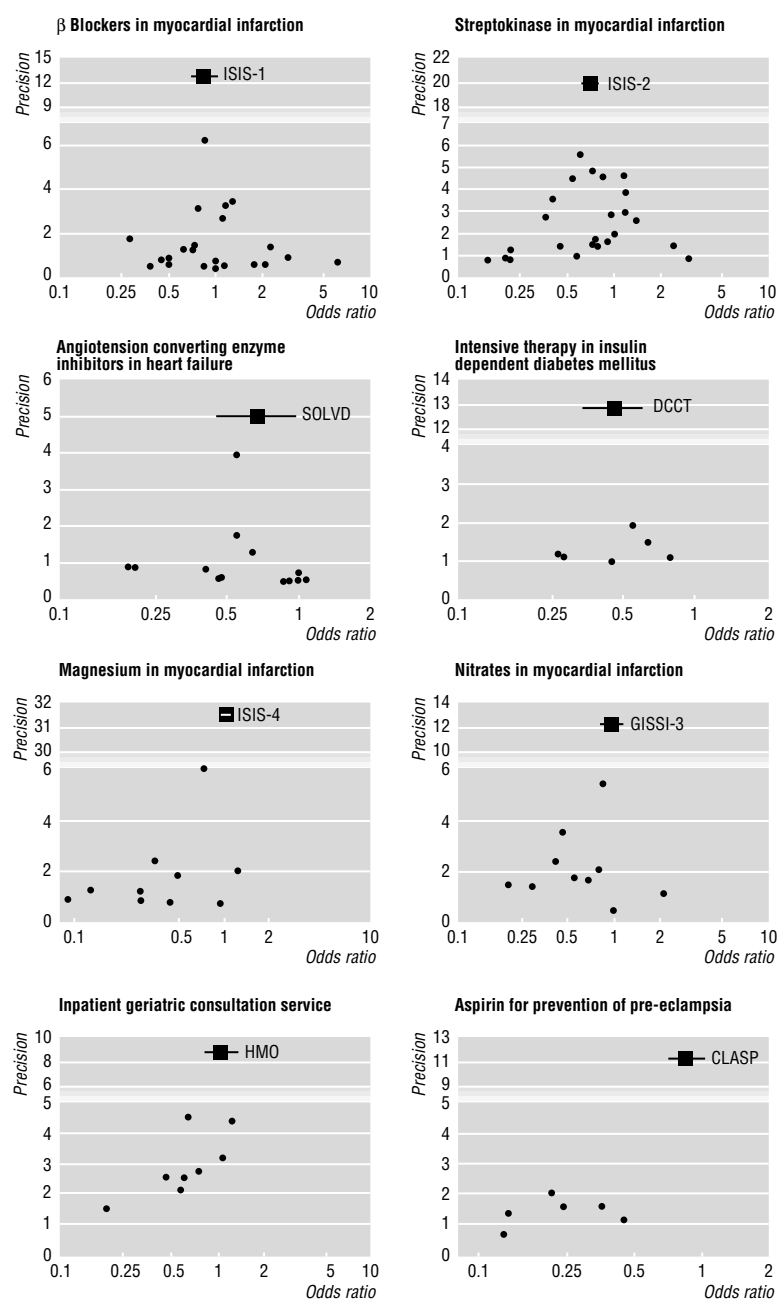 β Blockers in myocardial infarction
Precision
15
12
9
6
4
2
0
ISIS-1
0.1 0.25 0.5 1 2 5 10
Odds ratio
Streptokinase in myocardial infarction
Precision
22
20
18
7
6
5
4
3
2
1
0
ISIS-2
0.1 0.25 0.5 1 2 5 10
Odds ratio
Angiotension converting enzyme
inhibitors in heart failure
Precision
6
5
4
3
2
1
0
SOLVD
0.1 0.25 0.5 1 2
Odds ratio
Intensive therapy in insulin
dependent diabetes mellitus
Precision
14
13
12
4
3
2
1
0
DCCT
0.1 0.25 0.5 1 2
Odds ratio
Magnesium in myocardial infarction
Precision
32
31
30
6
4
2
0
ISIS-4
0.1 0.5 1 2 10
Odds ratio
Nitrates in myocardial infarction
Precision
14
12
10
6
4
2
0
GISSI-3
0.1 0.25 0.5 1 2 5 10
Odds ratio
Inpatient geriatric consultation service
Precision
10
8
6
5
4
3
2
1
0
HMO
0.1 0.25 0.5 1 2 5 10
Odds ratio
Aspirin for prevention of pre-eclampsia
Precision
13
11
9
5
4
3
2
1
0
CLASP
0.1 0.25 1 2
Odds ratio